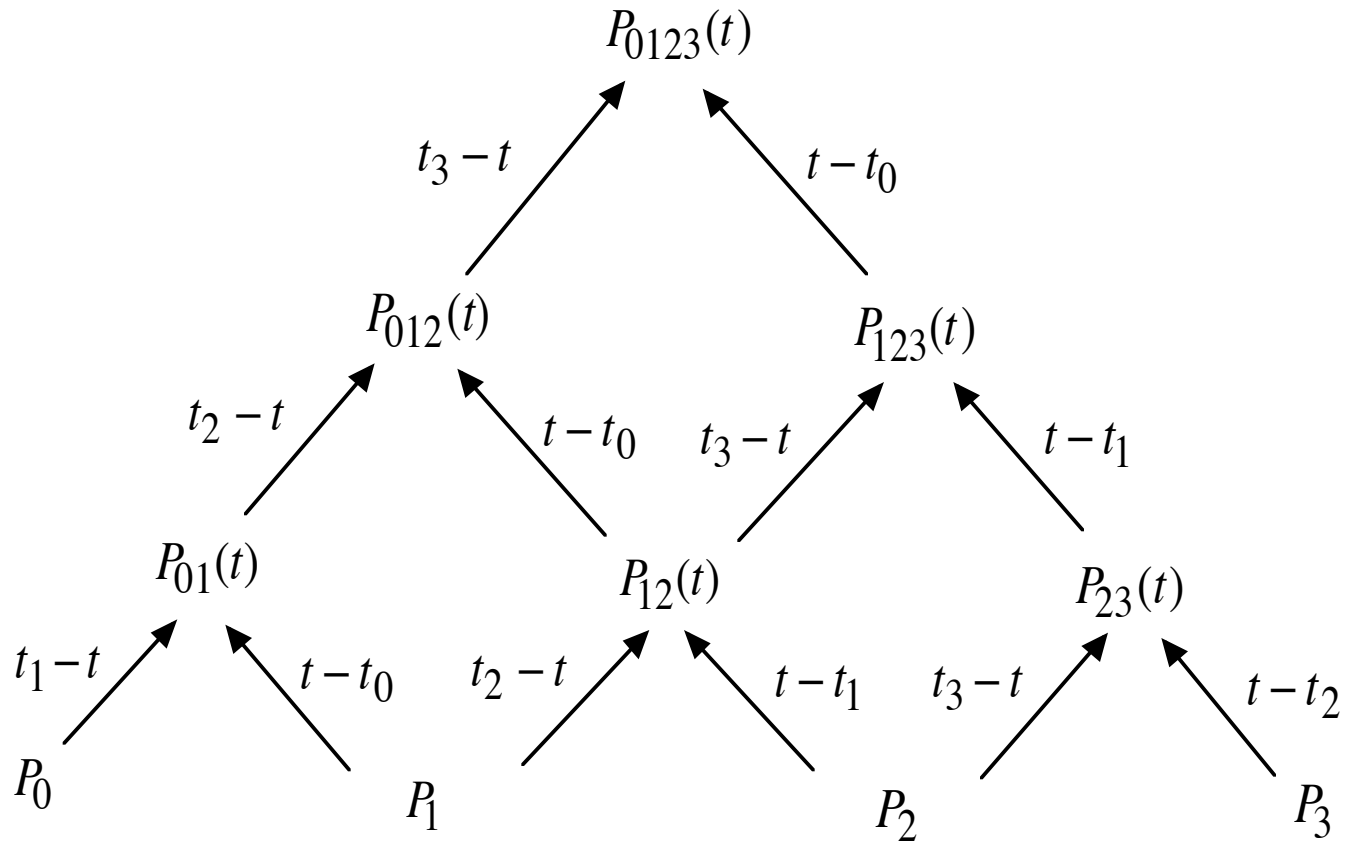 P₀₁₂₃(t)
t₃ − t t − t₀
P₀₁₂(t) P₁₂₃(t)
t₂ − t t − t₀ t₃ − t t − t₁
P₀₁(t) P₁₂(t) P₂₃(t)
t₁ − t t − t₀ t₂ − t t − t₁ t₃ − t t − t₂
P₀ P₁ P₂ P₃